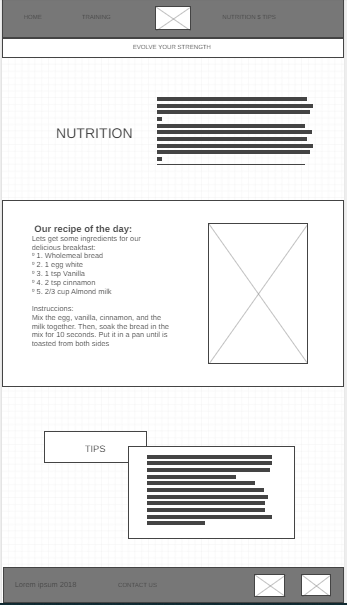 HOME TRAINING NUTRITION & TIPS
EVOLVE YOUR STRENGTH
NUTRITION
Our recipe of the day:
Lets get some ingredients for our
delicious breakfast:
º 1. Wholemeal bread
º 2. 1 egg white
º 3. 1 tsp Vanilla
º 4. 2 tsp cinnamon
º 5. 2/3 cup Almond milk
Instruccions:
Mix the egg, vanilla, cinnamon, and the
milk together. Then, soak the bread in the
mix for 10 seconds. Put it in a pan until is
toasted from both sides
TIPS
Lorem ipsum 2018 CONTACT US